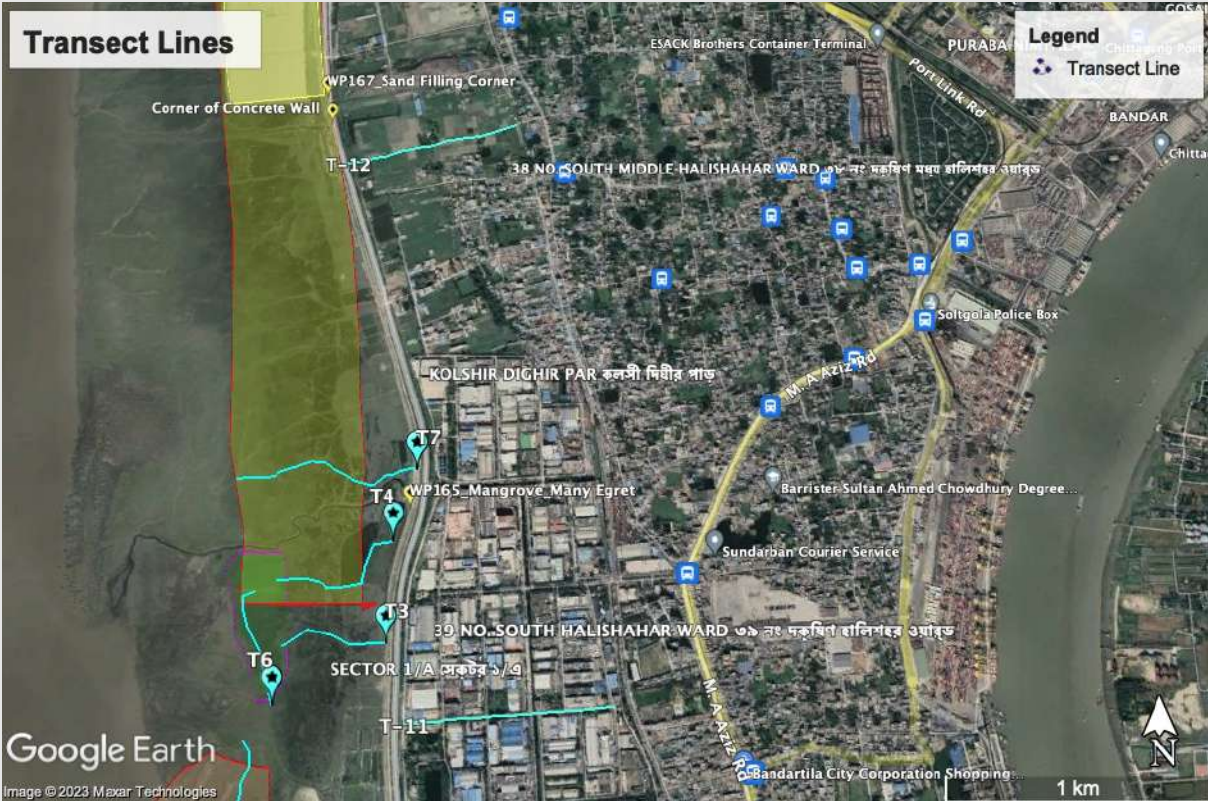 Transect Lines
Legend
Transect Line
ESACK Brothers Container Terminal
Port Link Rd
BANDAR
WP167_Sand Filling Corner
Corner of Concrete Wall
T-12
38 NO. SOUTH MIDDLE HALISHAHAR WARD ৩৮ নং দক্ষিণ মধ্য হালিশহর ওয়ার্ড
Soltgola Police Box
KOLSHIR DIGHIR PAR কলসী দিঘীর পাড়
M. A Aziz Rd
T7
T4
WP165_Mangrove_Many Egret
Barrister Sultan Ahmed Chowdhury Degree...
Sundarban Courier Service
T3
39 NO. SOUTH HALISHAHAR WARD ৩৯ নং দক্ষিণ হালিশহর ওয়ার্ড
T6
SECTOR 1/A সেক্টর ১/এ
M. A Aziz Rd
T-11
Google Earth
Bandartila City Corporation Shopping...
Image © 2023 Maxar Technologies
1 km
N